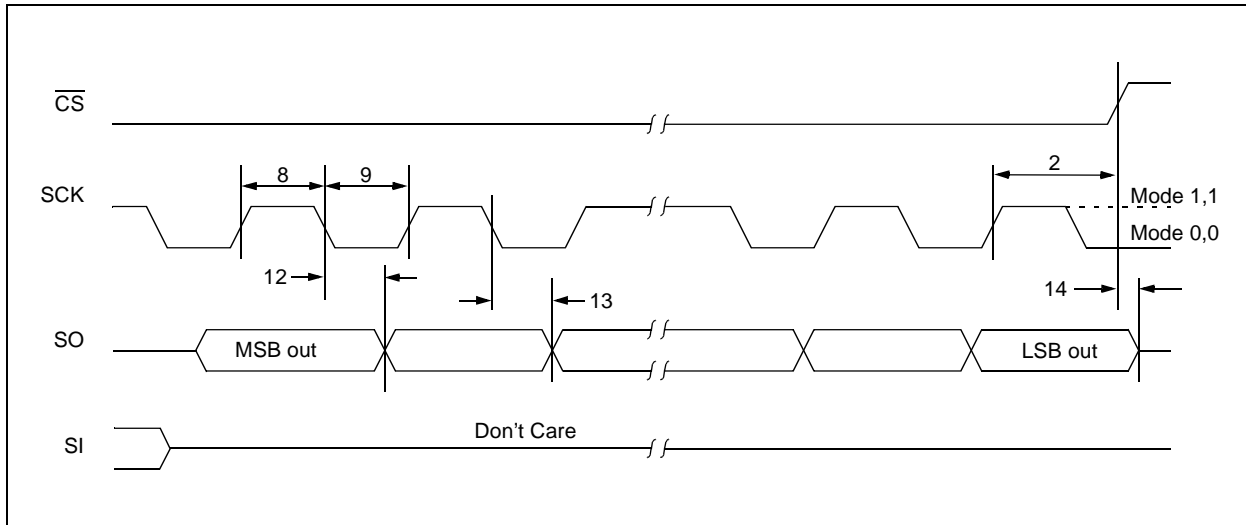 CS
SCK
8
9
2
Mode 1,1
Mode 0,0
12
13
14
SO
MSB out
LSB out
SI
Don't Care